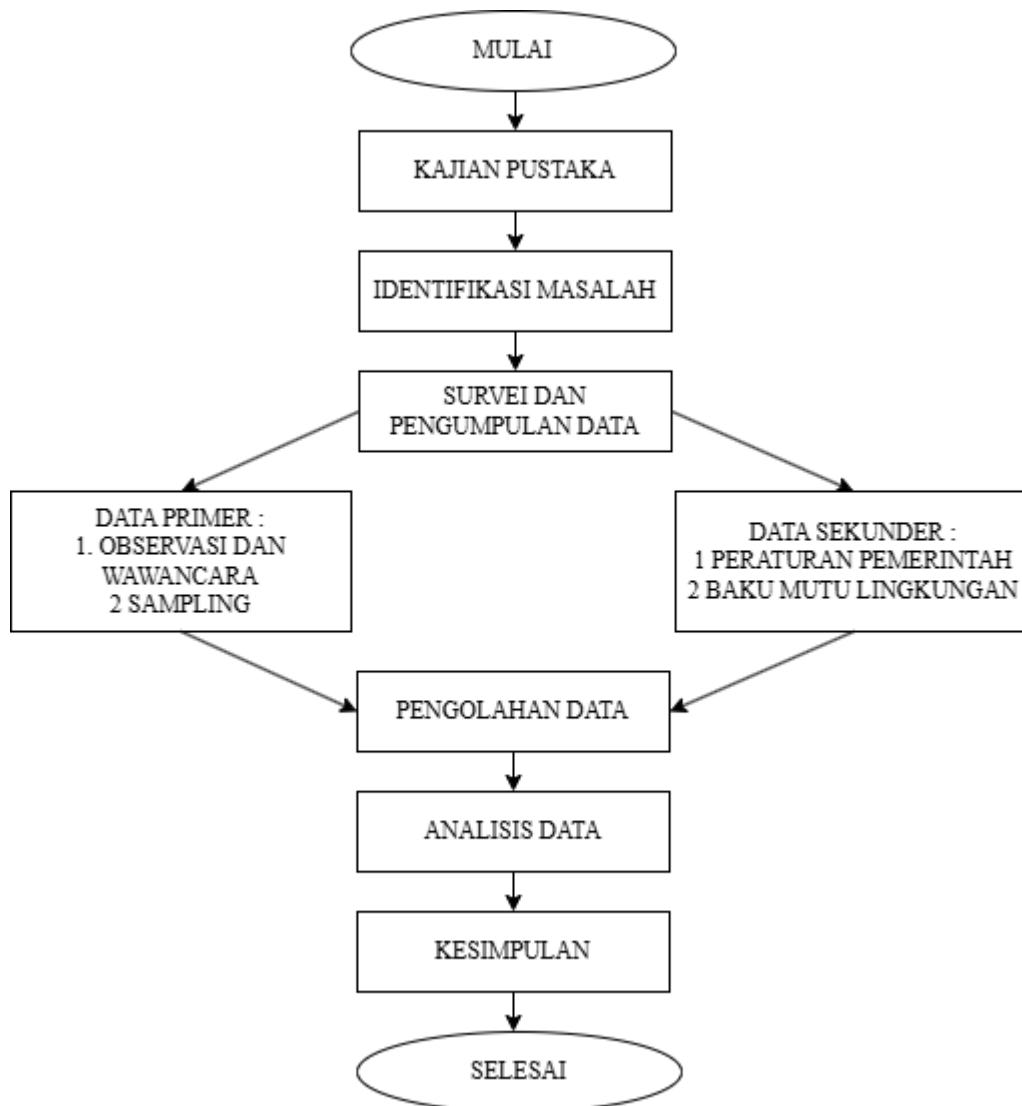 MULAI
KAJIAN PUSTAKA
IDENTIFIKASI MASALAH
SURVEI DAN
PENGUMPULAN DATA
DATA PRIMER :
1. OBSERVASI DAN
WAWANCARA
2 SAMPLING
DATA SEKUNDER :
1 PERATURAN PEMERINTAH
2 BAKU MUTU LINGKUNGAN
PENGOLAHAN DATA
ANALISIS DATA
KESIMPULAN
SELESAI